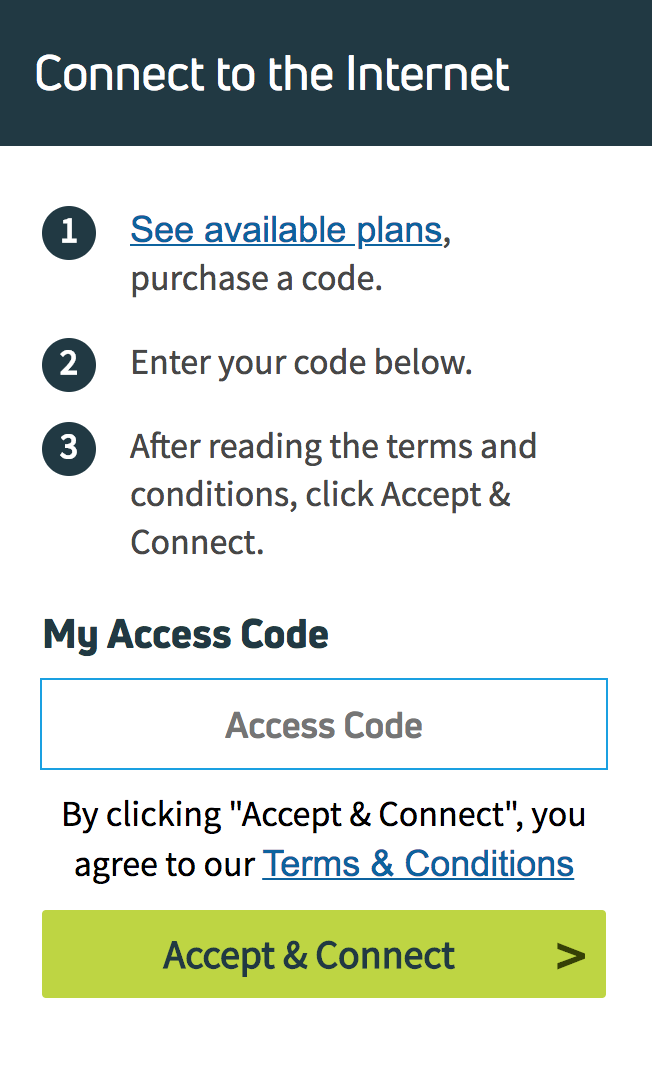 Connect to the Internet
1 See available plans,
purchase a code.
2 Enter your code below.
3 After reading the terms and
conditions, click Accept &
Connect.
My Access Code
Access Code
By clicking "Accept & Connect", you
agree to our Terms & Conditions
Accept & Connect >